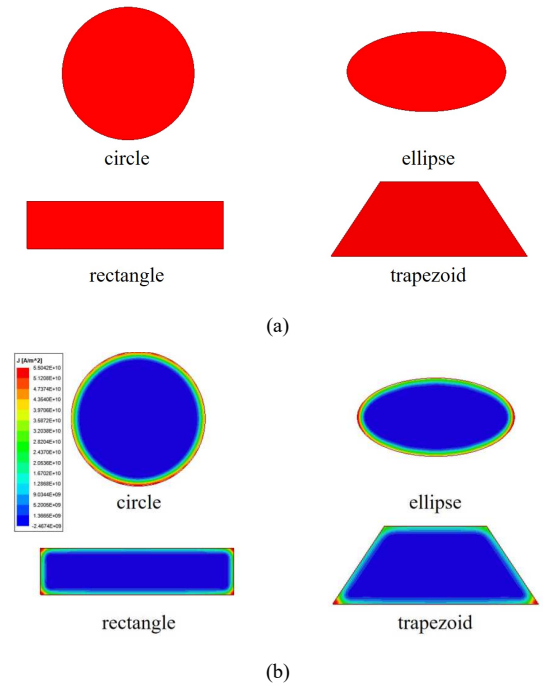 circle
ellipse
rectangle
trapezoid
(a)
J [A/m^2]
5.5042E+10
5.1208E+10
4.7374E+10
4.3540E+10
3.9706E+10
3.5872E+10
3.2038E+10
2.8204E+10
2.4370E+10
2.0536E+10
1.6702E+10
1.2868E+10
9.0344E+09
5.2005E+09
1.3665E+09
-2.4674E+09
circle
ellipse
rectangle
trapezoid
(b)